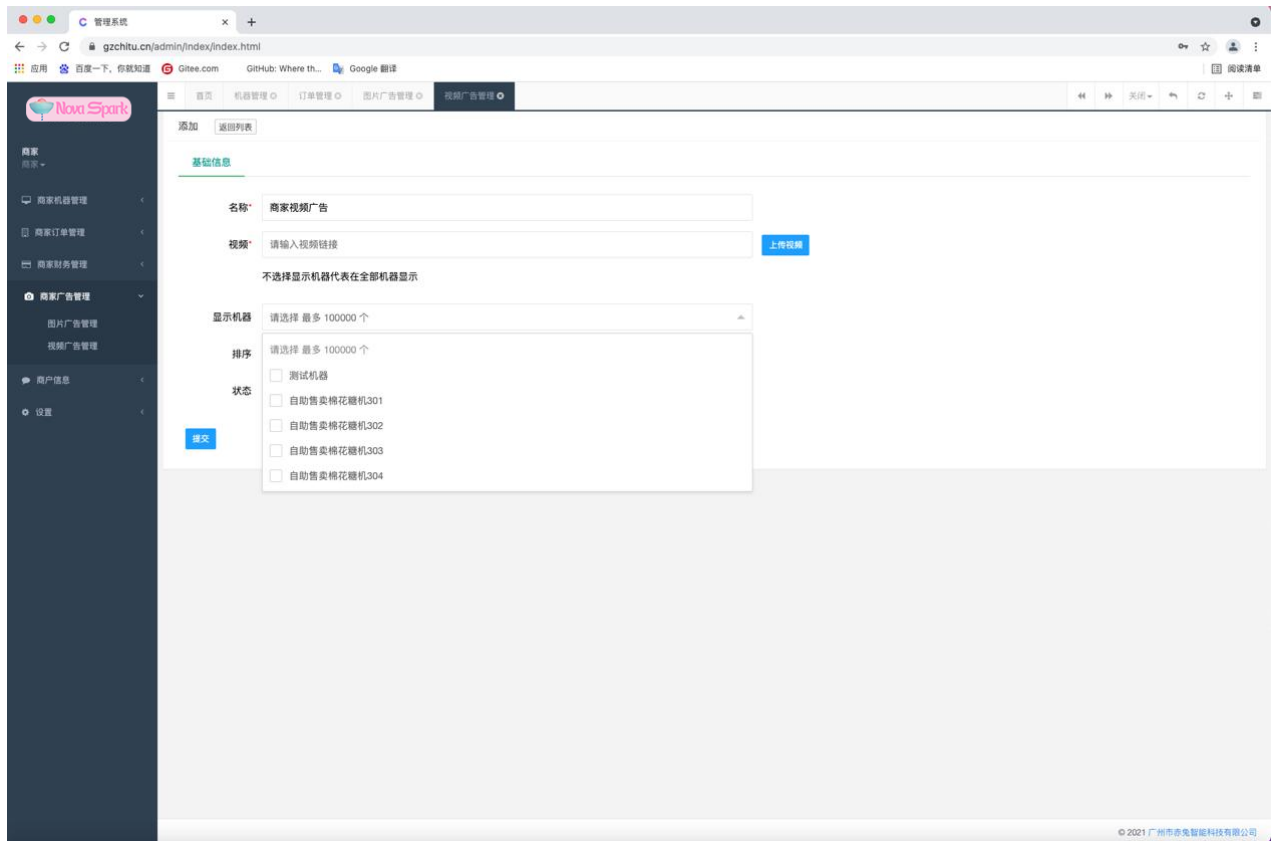 管理系统
gzchitu.cn/admin/Index/index.html
应用 百度一下，你就知道 Gitee.com GitHub: Where th... Google 翻译 阅读清单
Nova Spark
首页 机器管理 订单管理 图片广告管理 视频广告管理 关闭
添加 返回列表
商家
商家
基础信息
商家机器管理
商家订单管理
商家财务管理
商家广告管理
图片广告管理
视频广告管理
商户信息
设置
名称* 商家视频广告
视频* 请输入视频链接 上传视频
不选择显示机器代表在全部机器显示
显示机器 请选择 最多 100000 个
排序 请选择 最多 100000 个
测试机器
状态
自助售卖棉花糖机301
自助售卖棉花糖机302
提交
自助售卖棉花糖机303
自助售卖棉花糖机304
© 2021 广州市赤兔智能科技有限公司